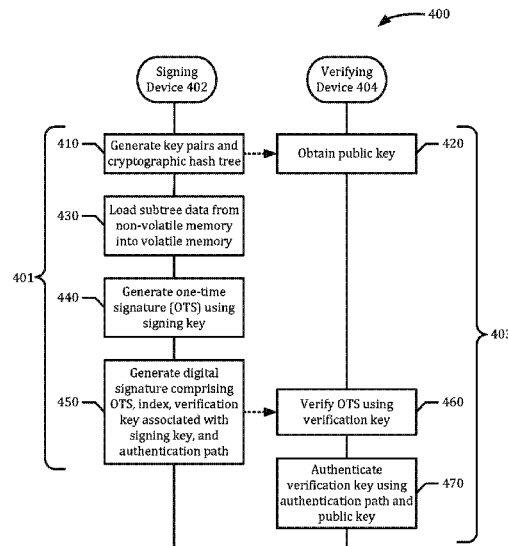 400
Signing
Device 402
Verifying
Device 404
410
Generate key pairs and
cryptographic hash tree
Obtain public key
420
430
Load subtree data from
non-volatile memory
into volatile memory
401
440
Generate one-time
signature (OTS) using
signing key
403
450
Generate digital
signature comprising
OTS, index, verification
key associated with
signing key, and
authentication path
Verify OTS using
verification key
460
Authenticate
verification key using
authentication path and
public key
470